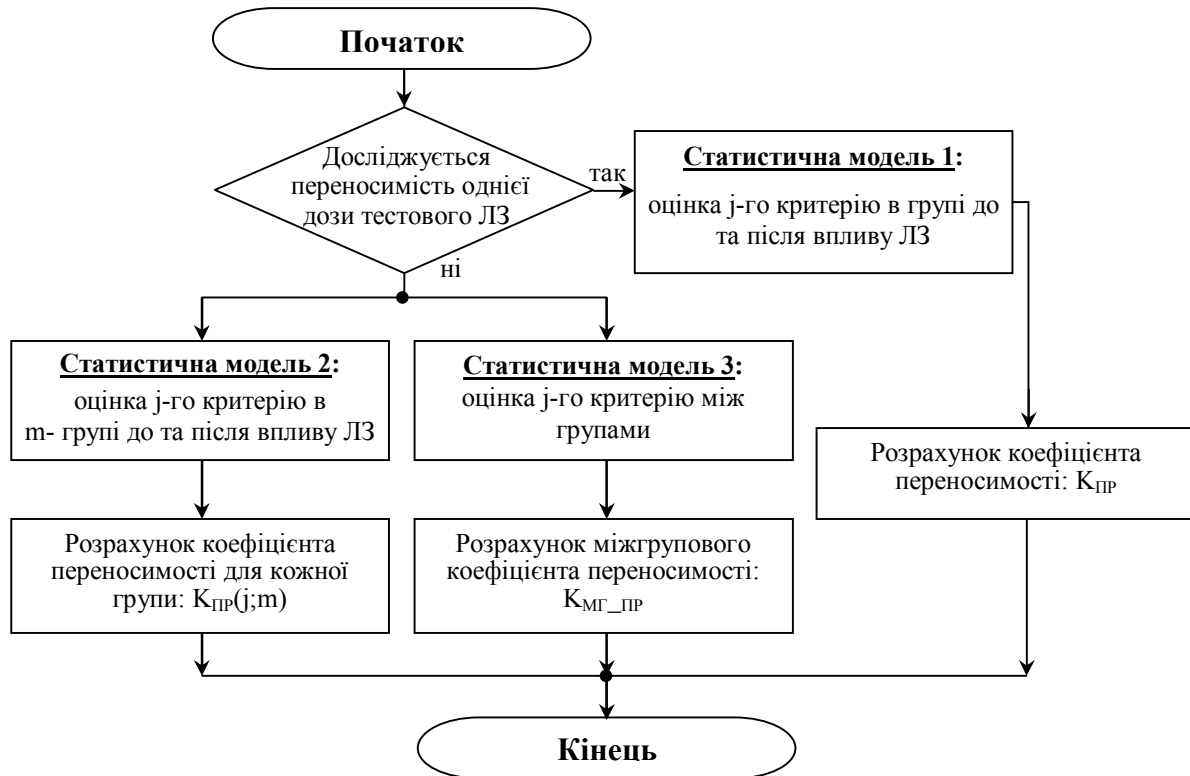 Початок
Досліджується
переносимість однієї
дози тестового ЛЗ
так
Статистична модель 1:
оцінка j-го критерію в групі до
та після впливу ЛЗ
ні
Статистична модель 2:
оцінка j-го критерію в
m- групі до та після впливу ЛЗ
Статистична модель 3:
оцінка j-го критерію між
групами
Розрахунок коефіцієнта
переносимості: KПР
Розрахунок коефіцієнта
переносимості для кожної
групи: KПР(j;m)
Розрахунок міжгрупового
коефіцієнта переносимості:
KМГ_ПР
Кінець